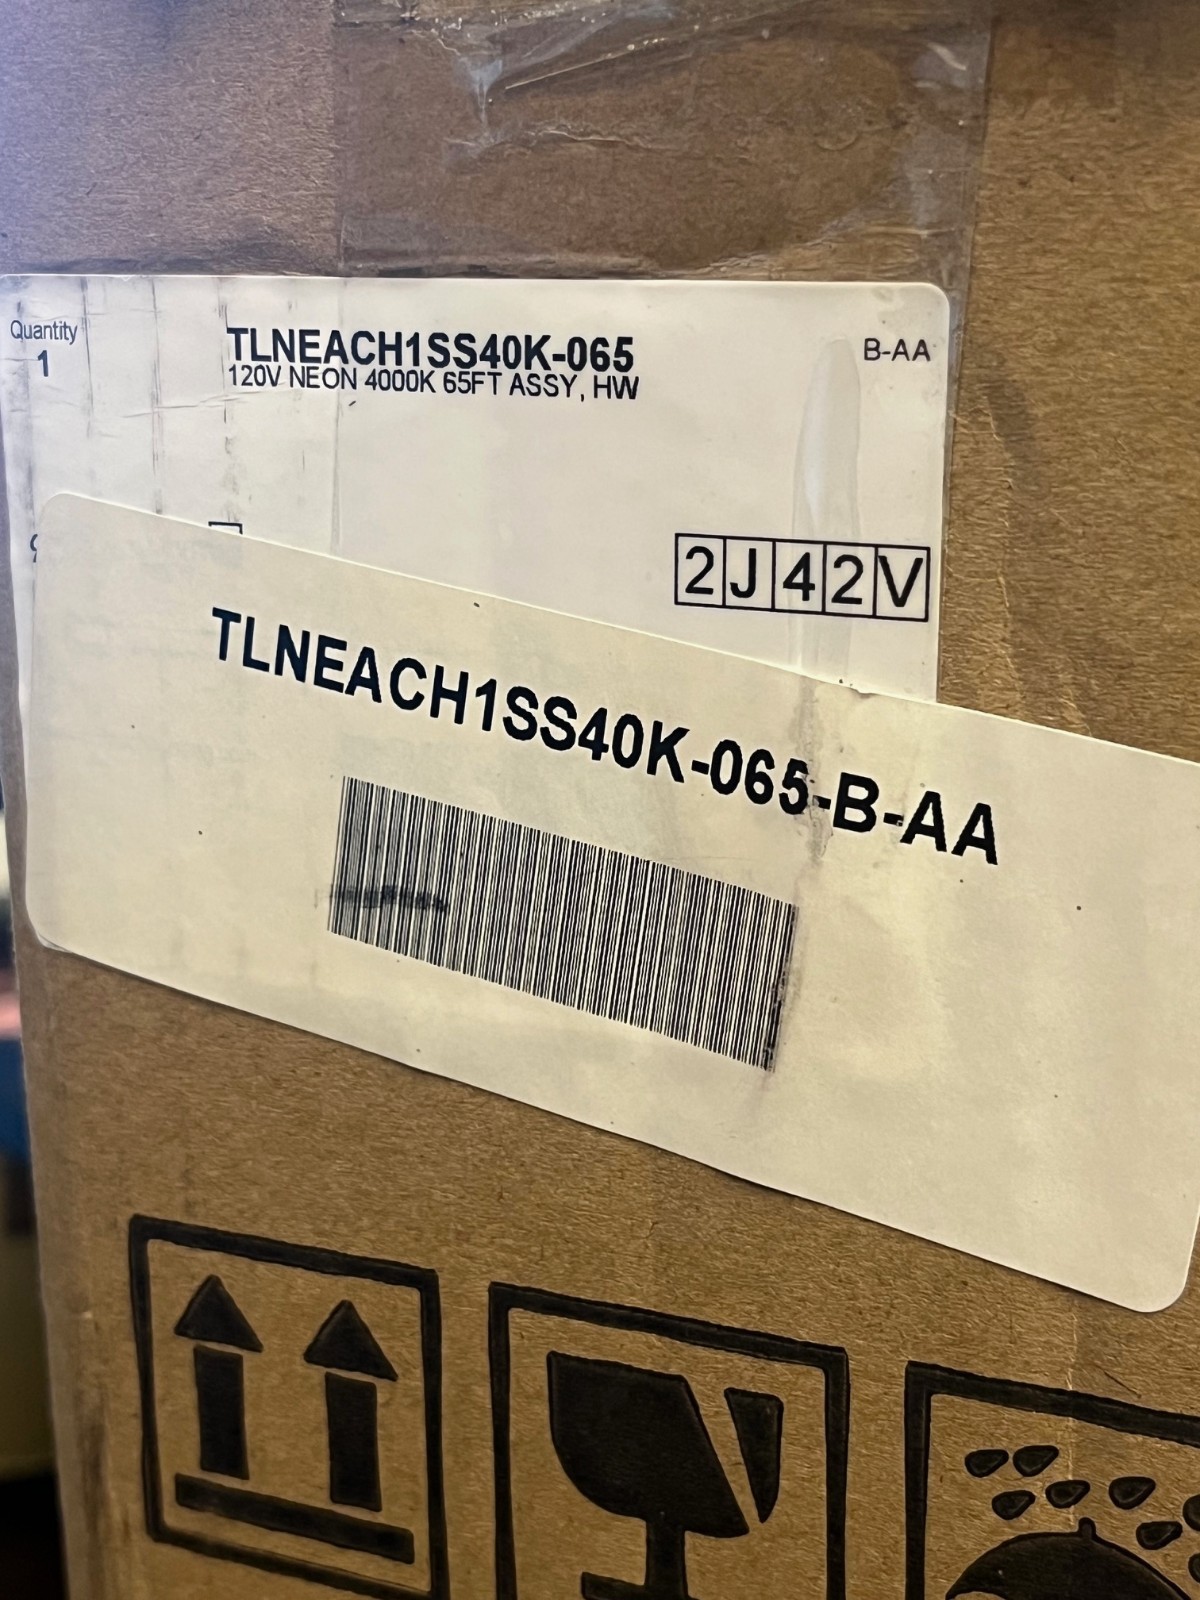 Quantity
1
TLNEACH1SS40K-065
120V NEON 4000K 65FT ASSY, HW
B-AA
2J42V
TLNEACH1SS40K-065-B-AA